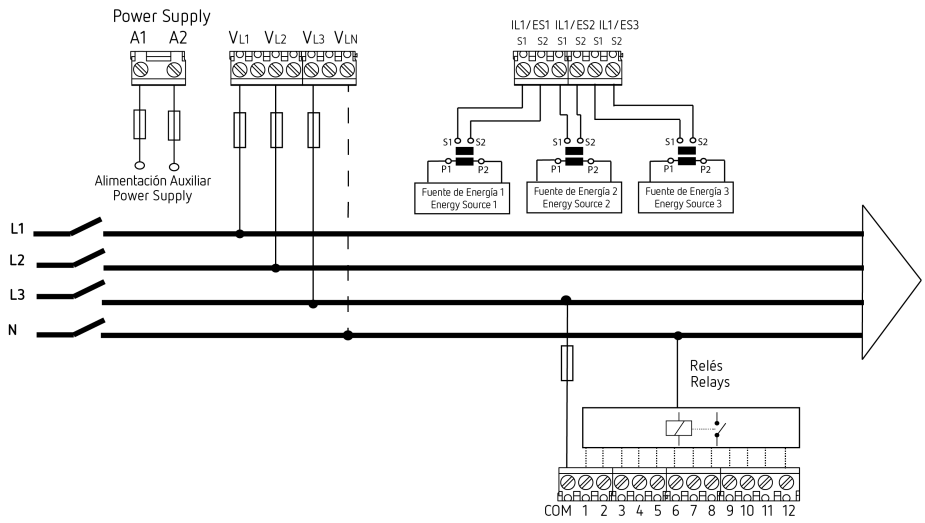 Power Supply
A1 A2
VL1 VL2 VL3 VLN
IL1/ES1 IL1/ES2 IL1/ES3
S1 S2 S1 S2 S1 S2
S1 S2 S1 S2 S1 S2
P1 P2 P1 P2 P1 P2
Alimentación Auxiliar
Power Supply
Fuente de Energía 1
Energy Source 1
Fuente de Energía 2
Energy Source 2
Fuente de Energía 3
Energy Source 3
L1
L2
L3
N
Relés
Relays
COM 1 2 3 4 5 6 7 8 9 10 11 12